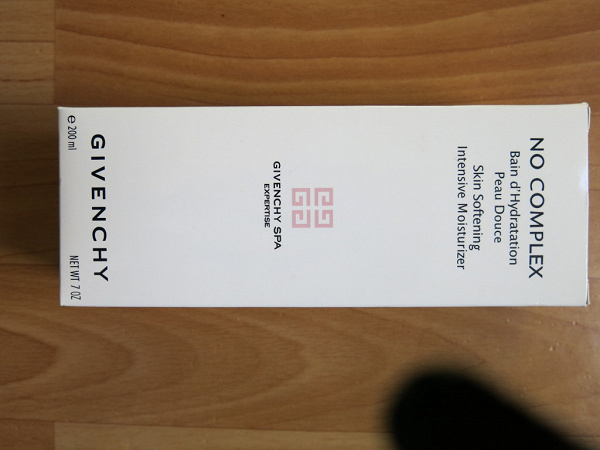 NO COMPLEX
Bain d'Hydratation
Peau Douce
Skin Softening
Intensive Moisturizer
GIVENCHY SPA
EXPERTISE
GIVENCHY
e 200 ml NET WT 7 OZ